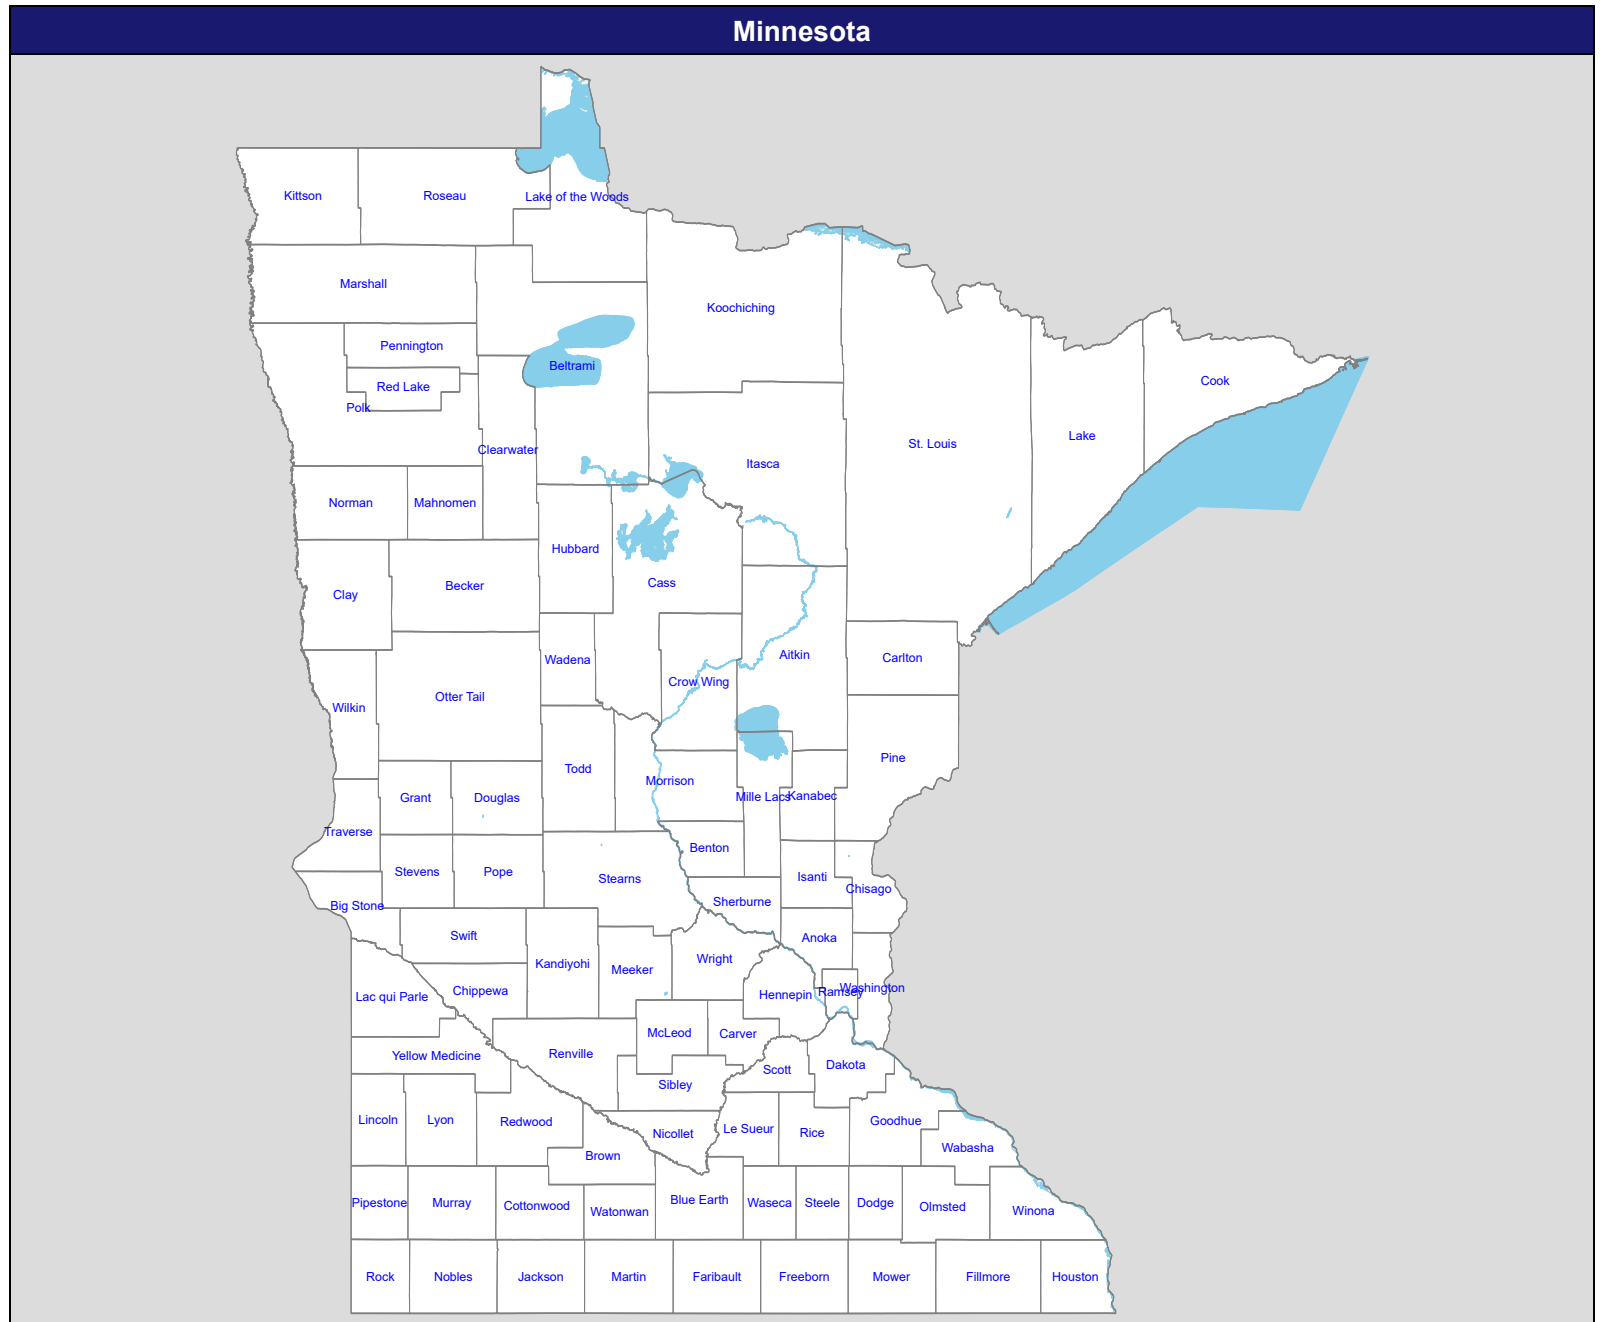 Minnesota
Kittson
Roseau
Lake of the Woods
Marshall
Koochiching
Pennington
Beltrami
Red Lake
Cook
Polk
Lake
St. Louis
Clearwater
Itasca
Norman
Mahnomen
Hubbard
Cass
Becker
Clay
Aitkin
Carlton
Wadena
Crow Wing
Otter Tail
Wilkin
Pine
Todd
Morrison
Mille Lacs
Kanabec
Grant
Douglas
Traverse
Benton
Stevens
Pope
Stearns
Isanti
Chisago
Sherburne
Big Stone
Swift
Anoka
Wright
Kandiyohi
Meeker
Washington
Ramsey
Hennepin
Chippewa
Lac qui Parle
McLeod
Carver
Renville
Yellow Medicine
Dakota
Scott
Sibley
Lincoln
Lyon
Redwood
Goodhue
Le Sueur
Rice
Nicollet
Wabasha
Brown
Blue Earth
Pipestone
Murray
Cottonwood
Watonwan
Waseca
Steele
Dodge
Olmsted
Winona
Rock
Nobles
Jackson
Martin
Faribault
Freeborn
Mower
Fillmore
Houston